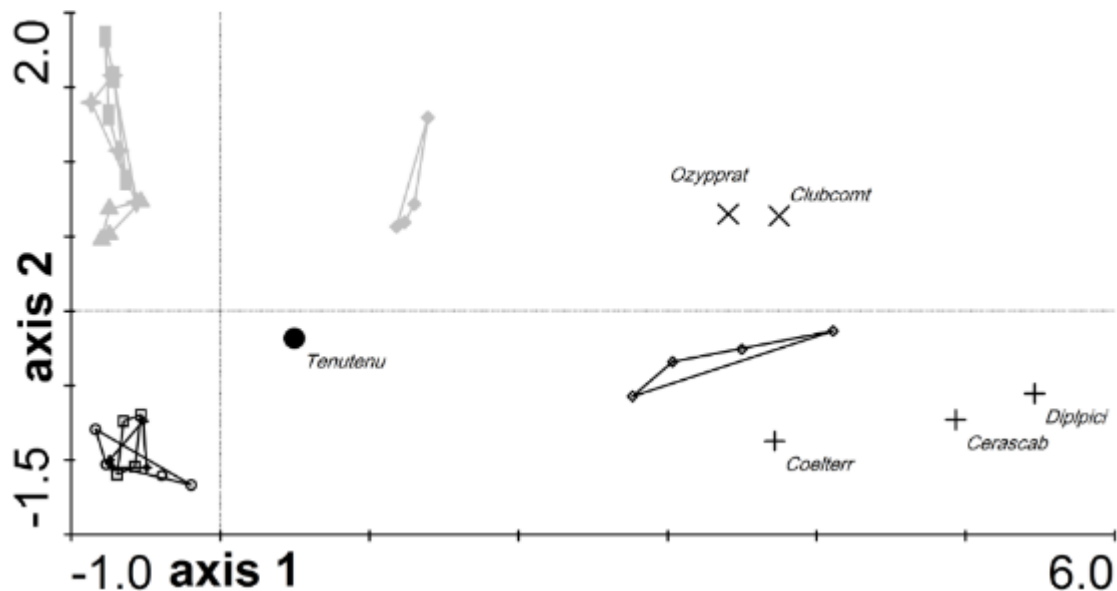 2.0
Ozypprat
Clubcomt
axis 2
Tenutenu
Diplpici
Cerascab
Coelterr
-1.5
-1.0 axis 1 6.0